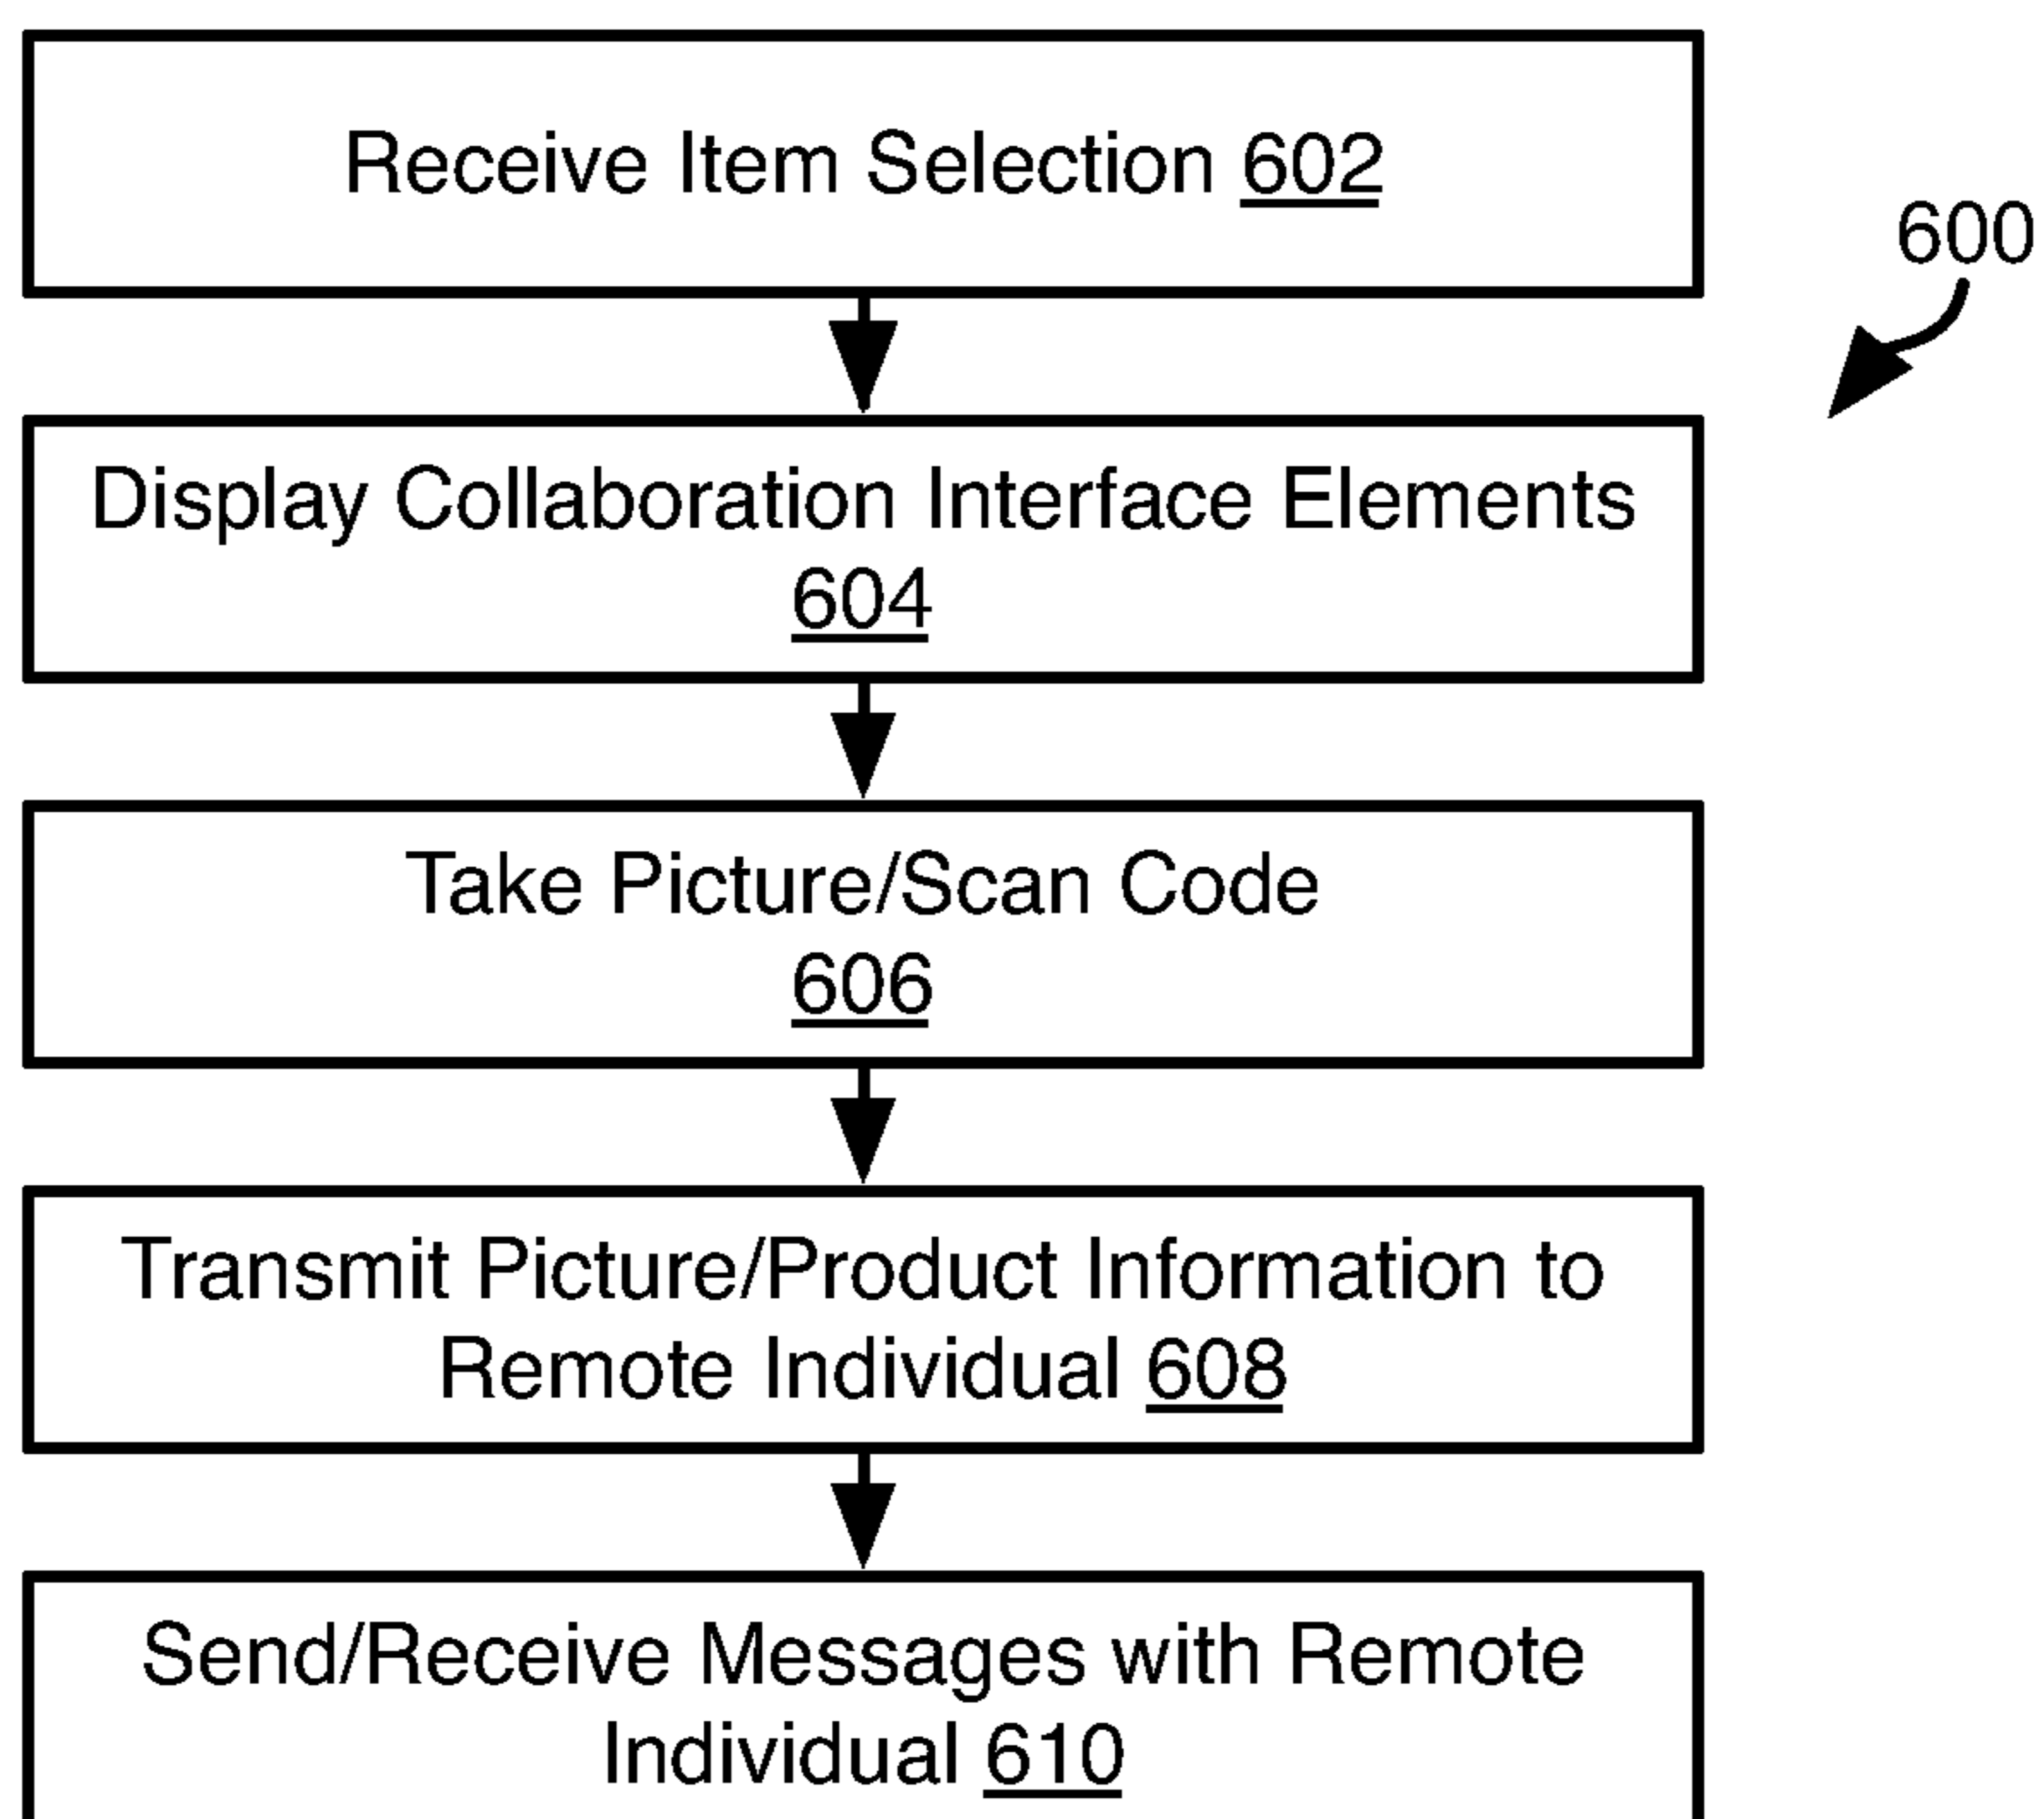 Receive Item Selection 602
600
Display Collaboration Interface Elements
604
Take Picture/Scan Code
606
Transmit Picture/Product Information to
Remote Individual 608
Send/Receive Messages with Remote
Individual 610